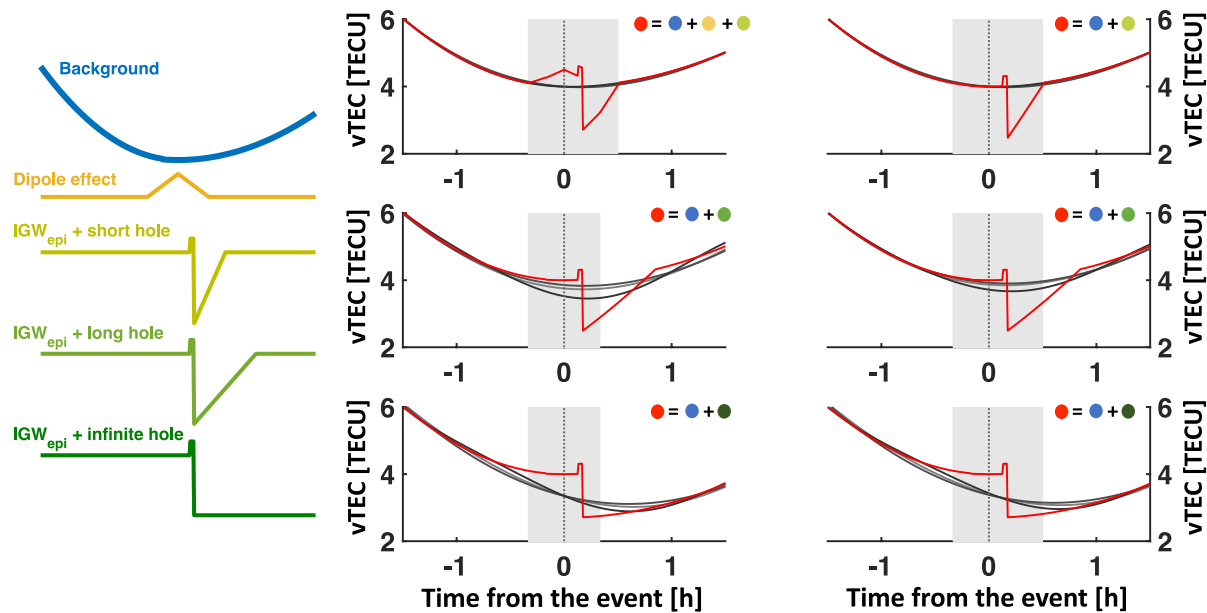 Background
Dipole effect
IGWepi + short hole
IGWepi + long hole
IGWepi + infinite hole
vTEC [TECU]
6
4
2
-1
0
1
= + +
6
4
2
vTEC [TECU]
-1
0
1
= +
vTEC [TECU]
6
4
2
-1
0
1
= +
6
4
2
vTEC [TECU]
-1
0
1
= +
vTEC [TECU]
6
4
2
-1
0
1
Time from the event [h]
= +
6
4
2
vTEC [TECU]
-1
0
1
Time from the event [h]
= +